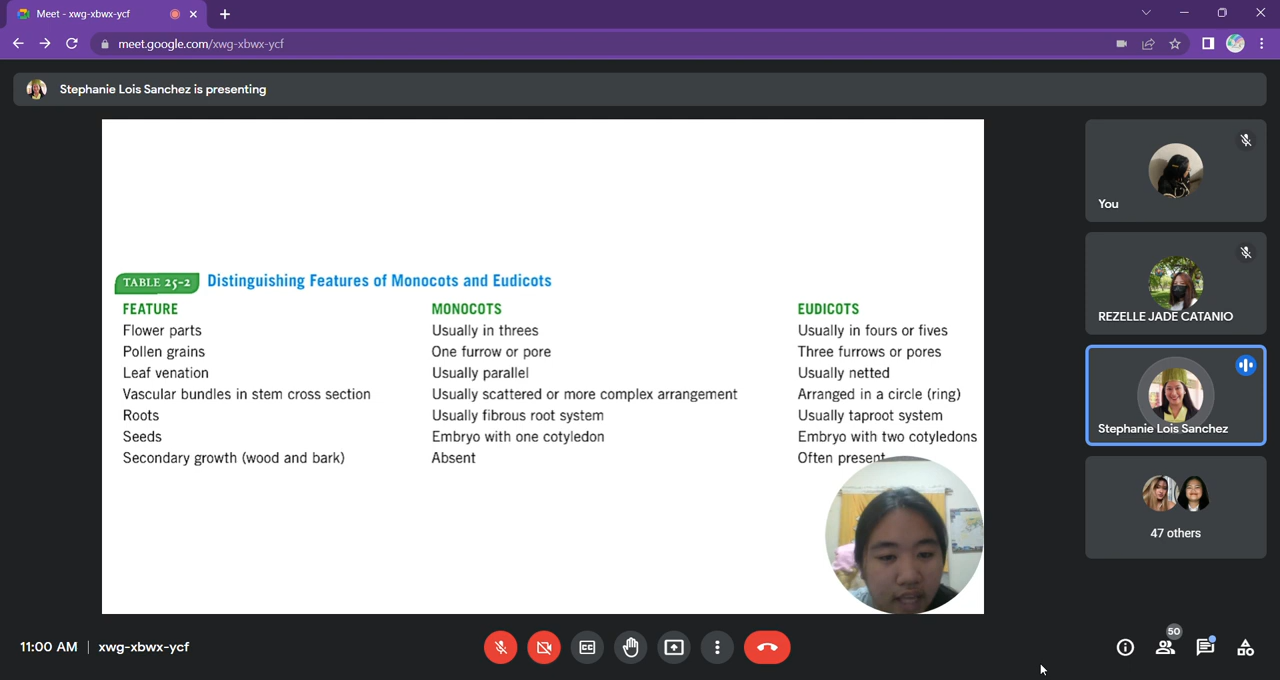 Meet - xwg-xbwx-ycf
meet.google.com/xwg-xbwx-ycf
Stephanie Lois Sanchez is presenting
TABLE 25-2 Distinguishing Features of Monocots and Eudicots
FEATURE MONOCOTS EUDICOTS
Flower parts Usually in threes Usually in fours or fives
Pollen grains One furrow or pore Three furrows or pores
Leaf venation Usually parallel Usually netted
Vascular bundles in stem cross section Usually scattered or more complex arrangement Arranged in a circle (ring)
Roots Usually fibrous root system Usually taproot system
Seeds Embryo with one cotyledon Embryo with two cotyledons
Secondary growth (wood and bark) Absent Often present
You
REZELLE JADE CATANIO
Stephanie Lois Sanchez
47 others
11:00 AM | xwg-xbwx-ycf
CC
50